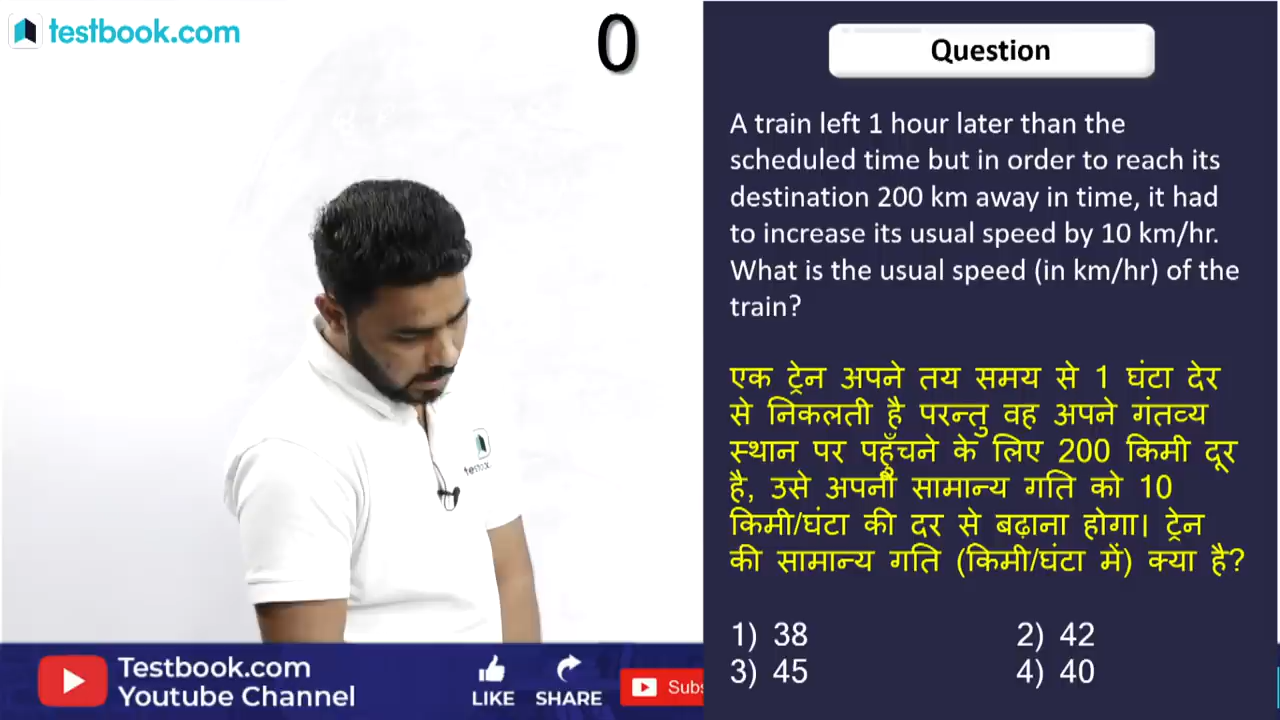 testbook.com
0
Question
A train left 1 hour later than the
scheduled time but in order to reach its
destination 200 km away in time, it had
to increase its usual speed by 10 km/hr.
What is the usual speed (in km/hr) of the
train?
एक ट्रेन अपने तय समय से 1 घंटा देर
से निकलती है परन्तु वह अपने गंतव्य
स्थान पर पहुँचने के लिए 200 किमी दूर
है, उसे अपनी सामान्य गति को 10
किमी/घंटा की दर से बढ़ाना होगा। ट्रेन
की सामान्य गति (किमी/घंटा में) क्या है?
1) 38
2) 42
3) 45
4) 40
Testbook.com
Youtube Channel
LIKE
SHARE
Subs